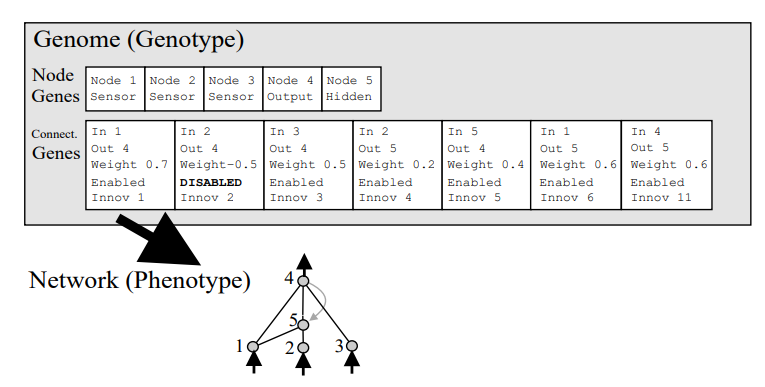 Genome (Genotype)
Node Genes
Node 1 Sensor
Node 2 Sensor
Node 3 Sensor
Node 4 Output
Node 5 Hidden
Connect. Genes
In 1
Out 4
Weight 0.7
Enabled
Innov 1
In 2
Out 4
Weight-0.5
DISABLED
Innov 2
In 3
Out 4
Weight 0.5
Enabled
Innov 3
In 2
Out 5
Weight 0.2
Enabled
Innov 4
In 5
Out 4
Weight 0.4
Enabled
Innov 5
In 1
Out 5
Weight 0.6
Enabled
Innov 6
In 4
Out 5
Weight 0.6
Enabled
Innov 11
Network (Phenotype)
4
5
1
2
3